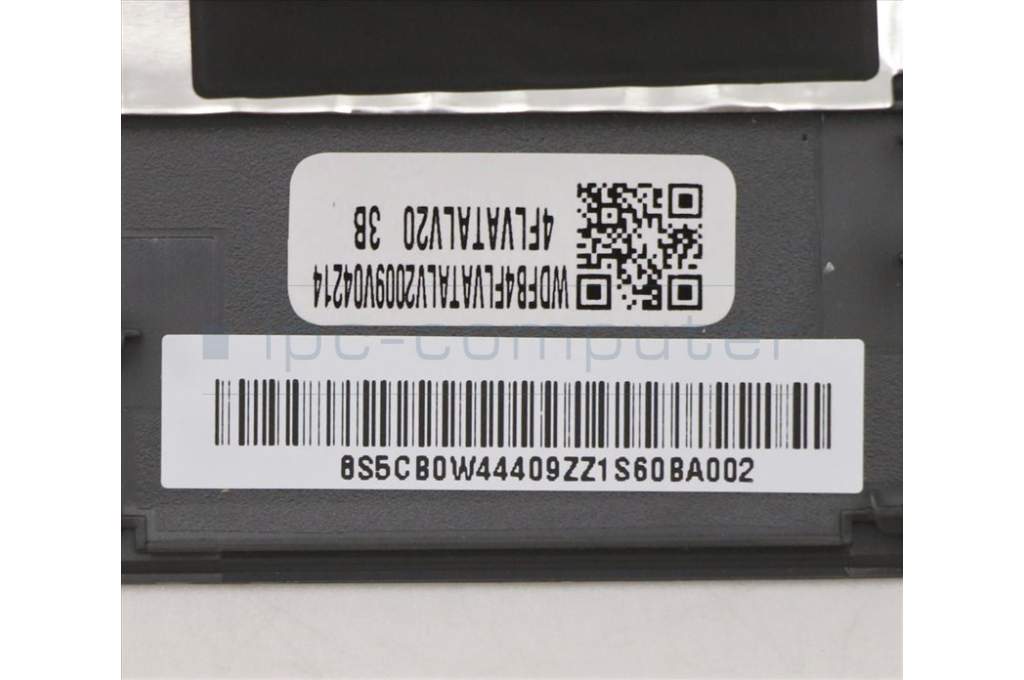 WDFB4FLVATALV2009V04214
4FLVATALV20 3B
ipc-computer
8S5CB0W44409ZZ1S60BA002